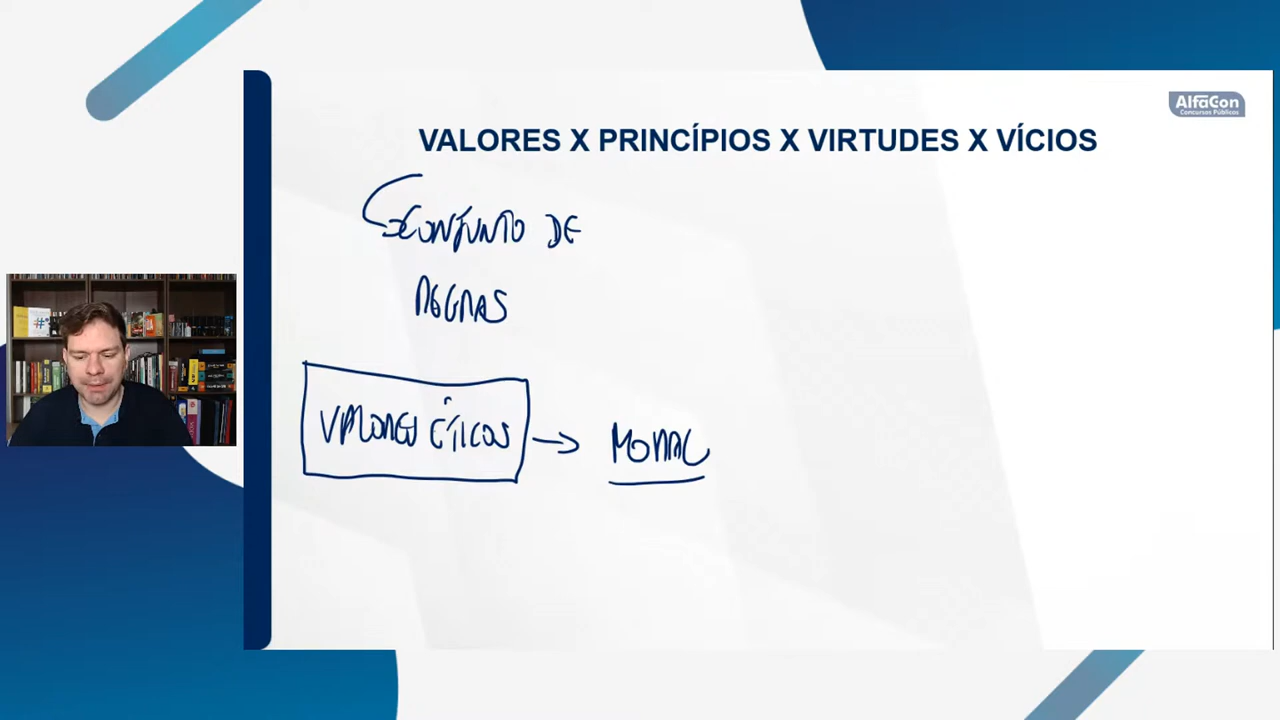 AlfaCon
Concursos Públicos
VALORES X PRINCÍPIOS X VIRTUDES X VÍCIOS
CONJUNTO DE
REGRAS
VALORES ÉTICOS
MORAL